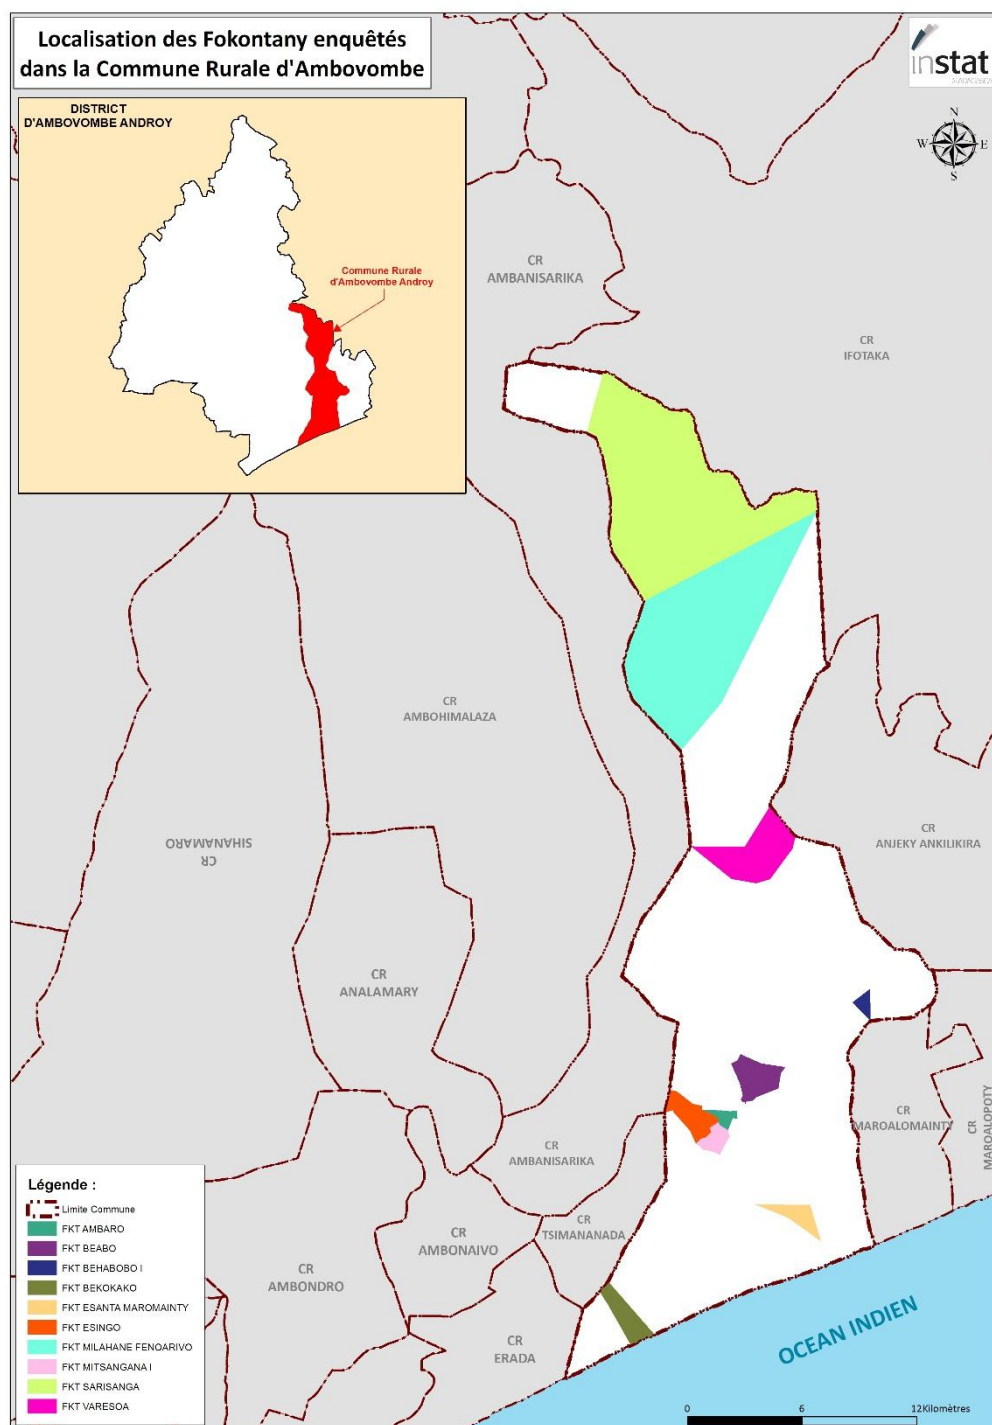 Localisation des Fokontany enquêtés
dans la Commune Rurale d'Ambovombe
instat
MADAGASCAR
N
W
E
S
DISTRICT
D'AMBOVOMBE ANDROY
Commune Rurale
d'Ambovombe Androy
CR
AMBANISARIKA
CR
IFOTAKA
CR
AMBOHIMALAZA
CR
SIHANAMARO
CR
ANJEKY ANKILIKIRA
CR
ANALAMARY
CR
MAROALOMAINTY
CR
MAROALOPOTY
CR
AMBANISARIKA
CR
TSIMANANADA
CR
AMBONAIVO
CR
AMBONDRO
CR
ERADA
OCEAN INDIEN
Légende :
Limite Commune
FKT AMBARO
FKT BEABO
FKT BEHABOBO I
FKT BEKOKAKO
FKT ESANTA MAROMAINTY
FKT ESINGO
FKT MILAHANE FENOARIVO
FKT MITSANGANA I
FKT SARISANGA
FKT VARESOA
0 6 12Kilomètres